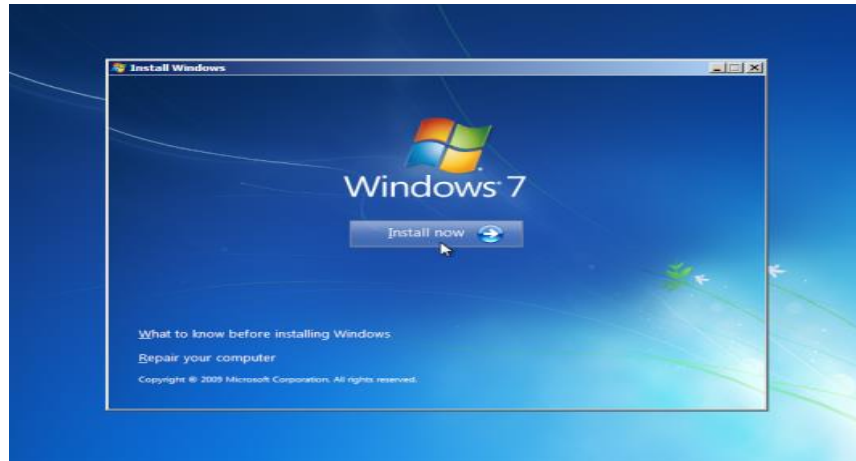 Install Windows
Windows 7
Install now
What to know before installing Windows
Repair your computer
Copyright © 2009 Microsoft Corporation. All rights reserved.